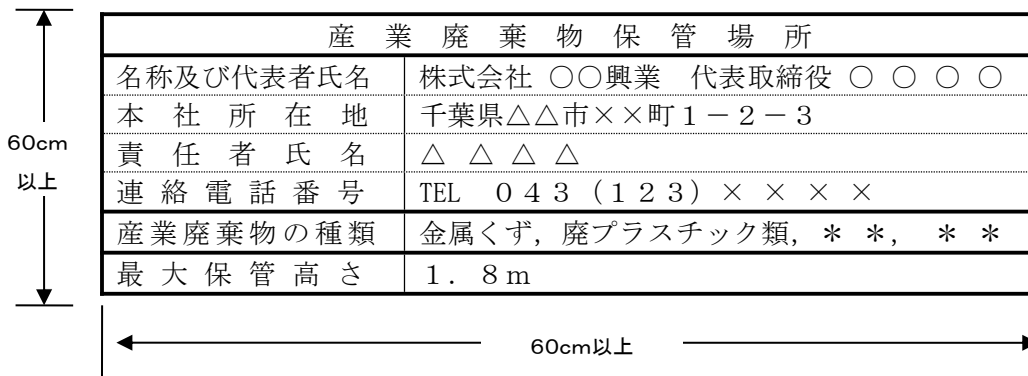 産業廃棄物保管場所
名称及び代表者氏名 株式会社 ○○興業 代表取締役 ○ ○ ○ ○
本社所在地 千葉県△△市××町1-2-3
責任者氏名 △ △ △ △
連絡電話番号 TEL 043(123)× × × ×
産業廃棄物の種類 金属くず,廃プラスチック類,* *, * *
最大保管高さ 1.8m
60cm
以上
60cm以上